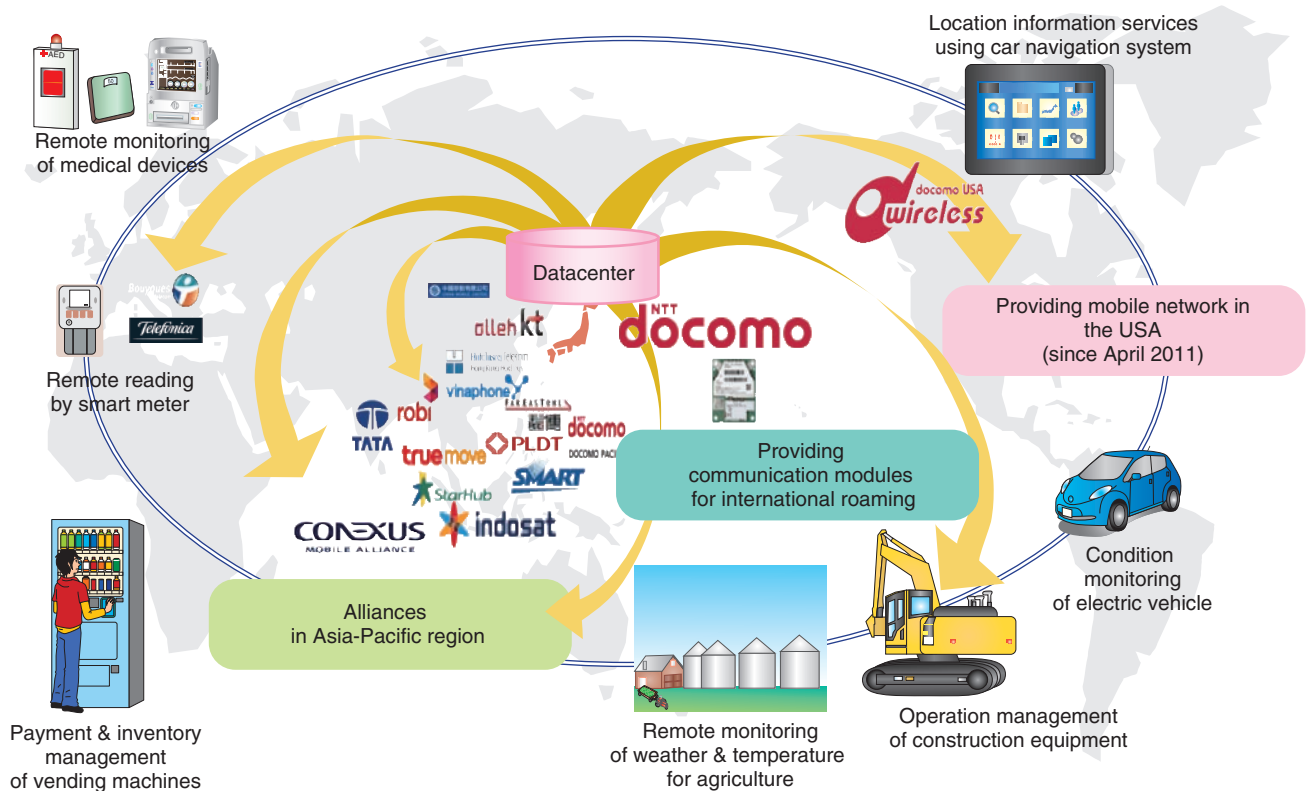 Location information services
using car navigation system
AED
Remote monitoring
of medical devices
docomo USA
wireless
Datacenter
Providing mobile network in
the USA
(since April 2011)
Bouygues
Telefónica
olleh kt
NTT
docomo
Remote reading
by smart meter
vinaphone
robi
TATA
truemove
PLDT
NTT
docomo
DOCOMO PACIFIC
Providing
communication modules
for international roaming
StarHub
SMART
CONEXUS
MOBILE ALLIANCE
indosat
Condition
monitoring
of electric vehicle
Alliances
in Asia-Pacific region
Payment & inventory
management
of vending machines
Remote monitoring
of weather & temperature
for agriculture
Operation management
of construction equipment